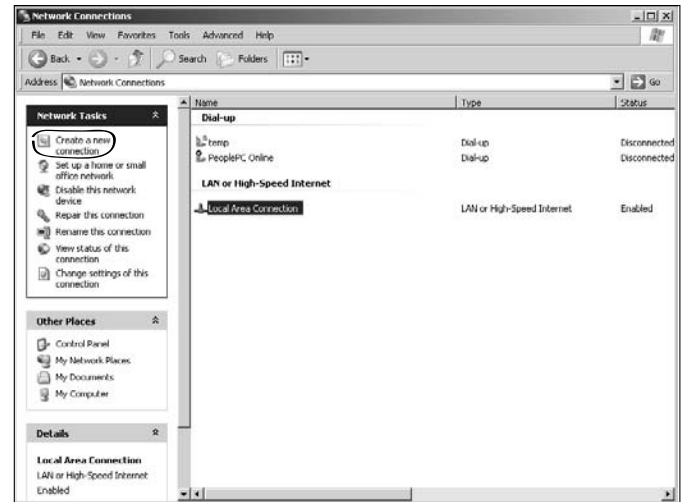 Network Connections
File Edit View Favorites Tools Advanced Help
Back Search Folders
Address Network Connections Go
Network Tasks
Create a new
connection
Set up a home or small
office network
Disable this network
device
Repair this connection
Rename this connection
View status of this
connection
Change settings of this
connection
Other Places
Control Panel
My Network Places
My Documents
My Computer
Details
Local Area Connection
LAN or High-Speed Internet
Enabled
Name Type Status
Dial-up
temp Dial-up Disconnected
PeoplePC Online Dial-up Disconnected
LAN or High-Speed Internet
Local Area Connection LAN or High-Speed Internet Enabled